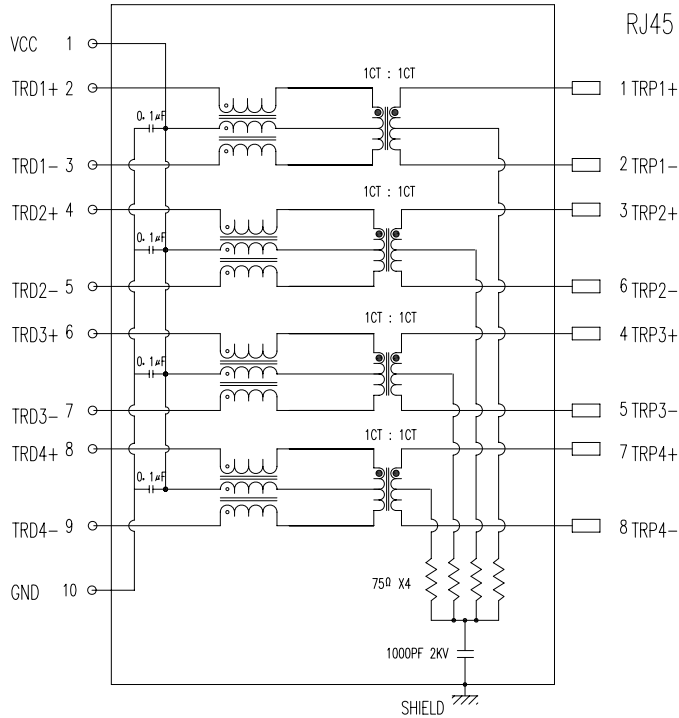 RJ45
VCC 1
1CT : 1CT
TRD1+ 2
1 TRP1+
0.1µF
TRD1- 3
2 TRP1-
1CT : 1CT
TRD2+ 4
3 TRP2+
0.1µF
TRD2- 5
6 TRP2-
1CT : 1CT
TRD3+ 6
4 TRP3+
0.1µF
TRD3- 7
5 TRP3-
1CT : 1CT
TRD4+ 8
7 TRP4+
0.1µF
TRD4- 9
8 TRP4-
75Ω X4
GND 10
1000PF 2KV
SHIELD